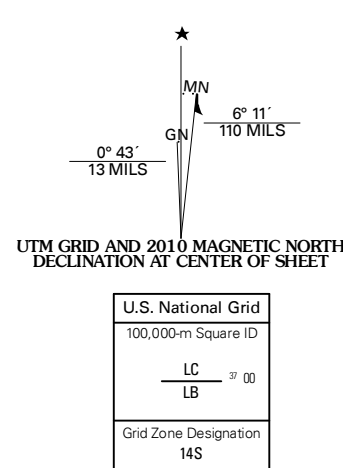 ★
MN
6° 11´
110 MILS
GN
0° 43´
13 MILS
UTM GRID AND 2010 MAGNETIC NORTH
DECLINATION AT CENTER OF SHEET
U.S. National Grid
100,000-m Square ID
LC
37 00
LB
Grid Zone Designation
14S